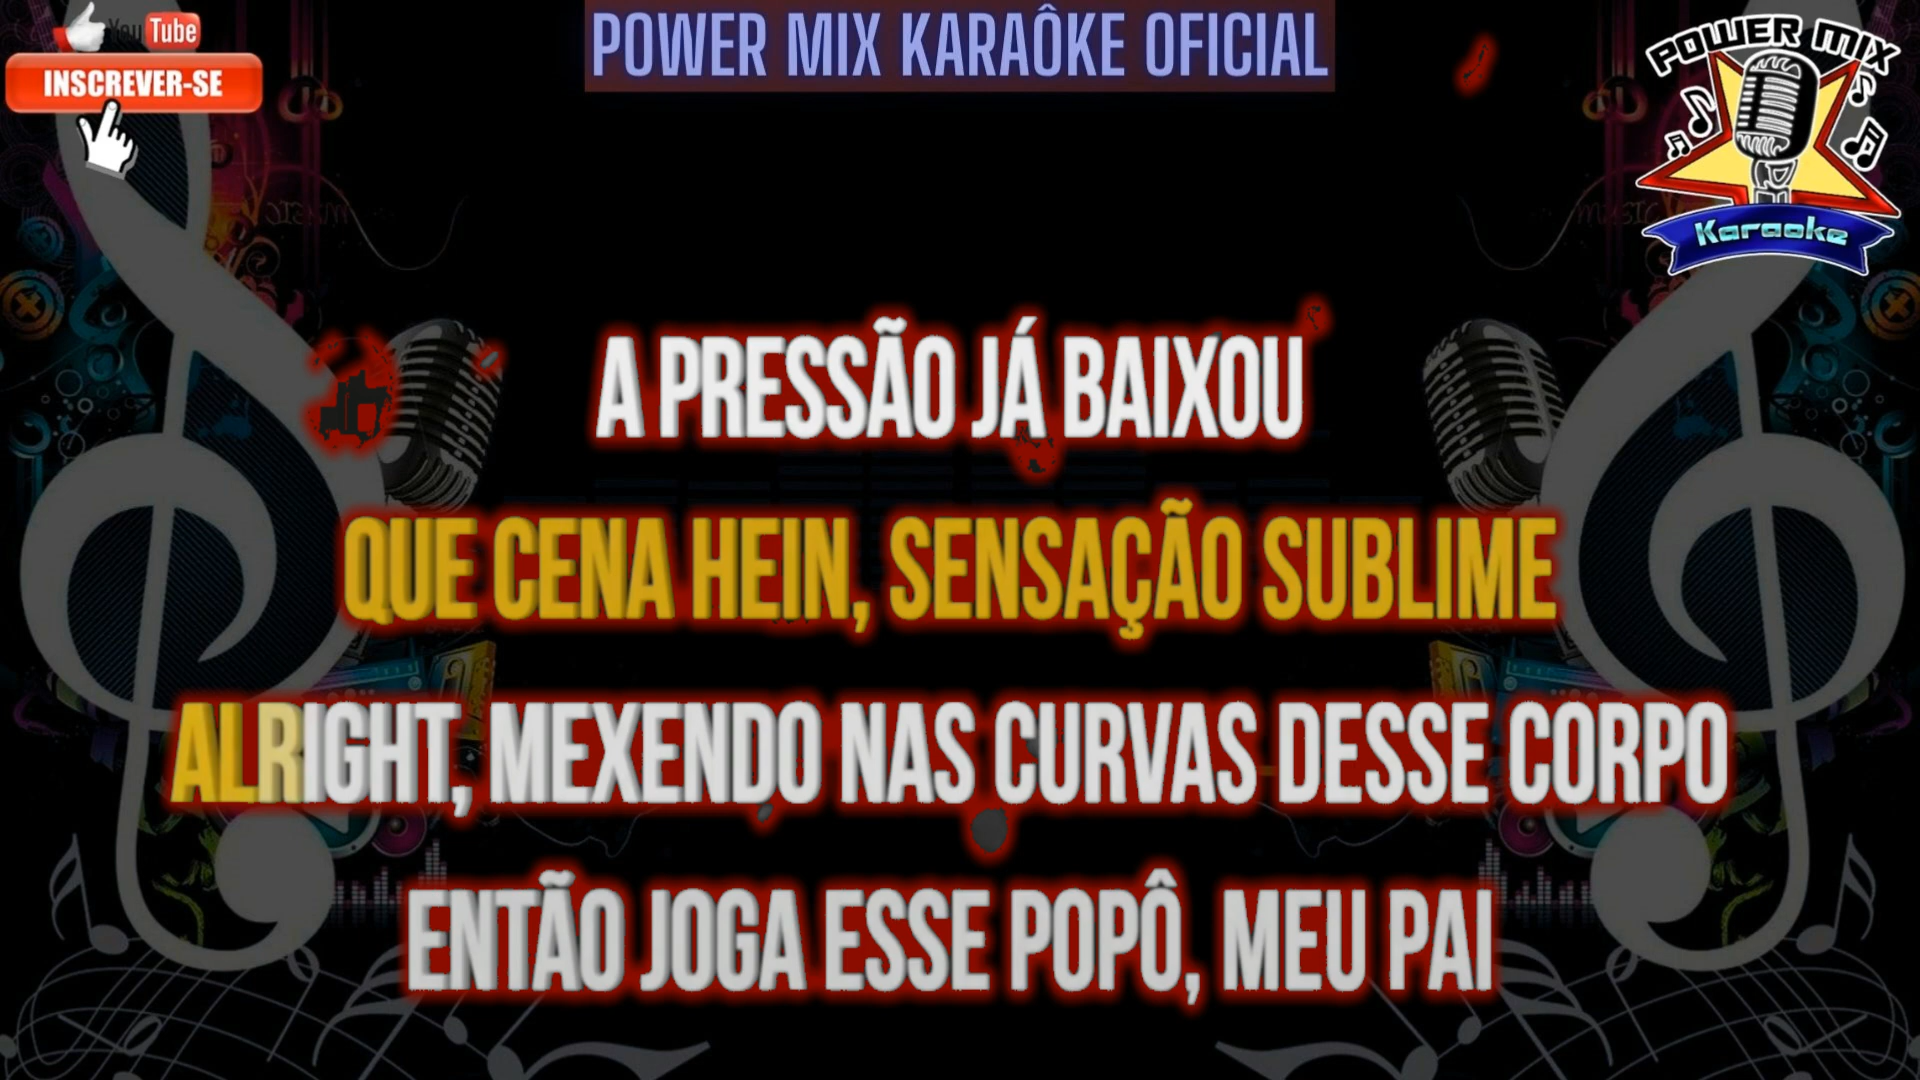 You Tube
INSCREVER-SE
POWER MIX KARAÔKE OFICIAL
POWER MIX
Karaoke
A PRESSÃO JÁ BAIXOU
QUE CENA HEIN, SENSAÇÃO SUBLIME
ALRIGHT, MEXENDO NAS CURVAS DESSE CORPO
ENTÃO JOGA ESSE POPÔ, MEU PAI